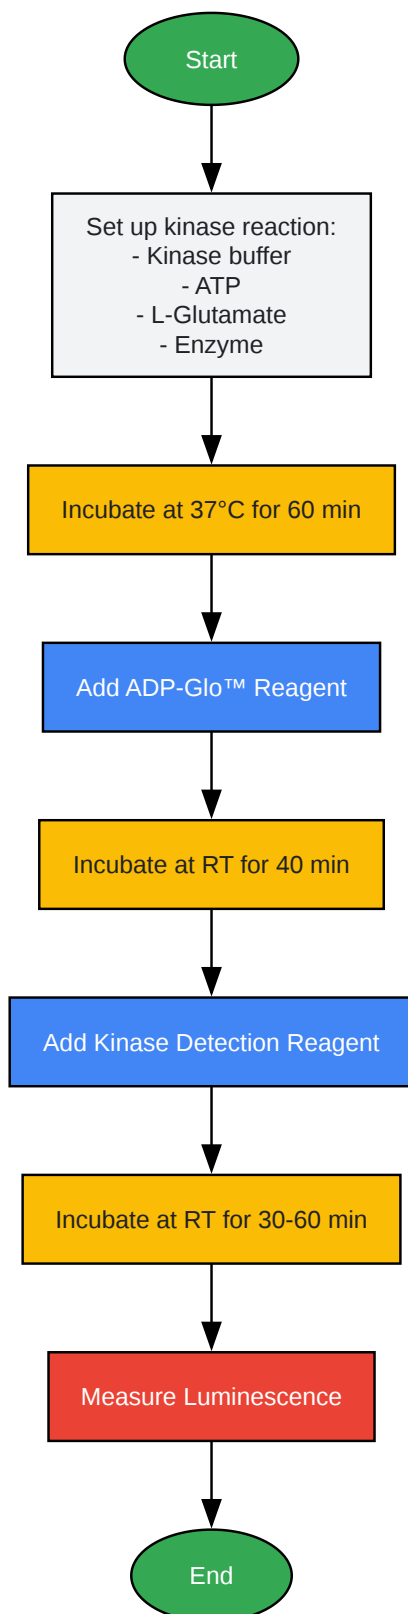 Start
Set up kinase reaction:
- Kinase buffer
- ATP
- L-Glutamate
- Enzyme
Incubate at 37°C for 60 min
Add ADP-Glo™ Reagent
Incubate at RT for 40 min
Add Kinase Detection Reagent
Incubate at RT for 30-60 min
Measure Luminescence
End